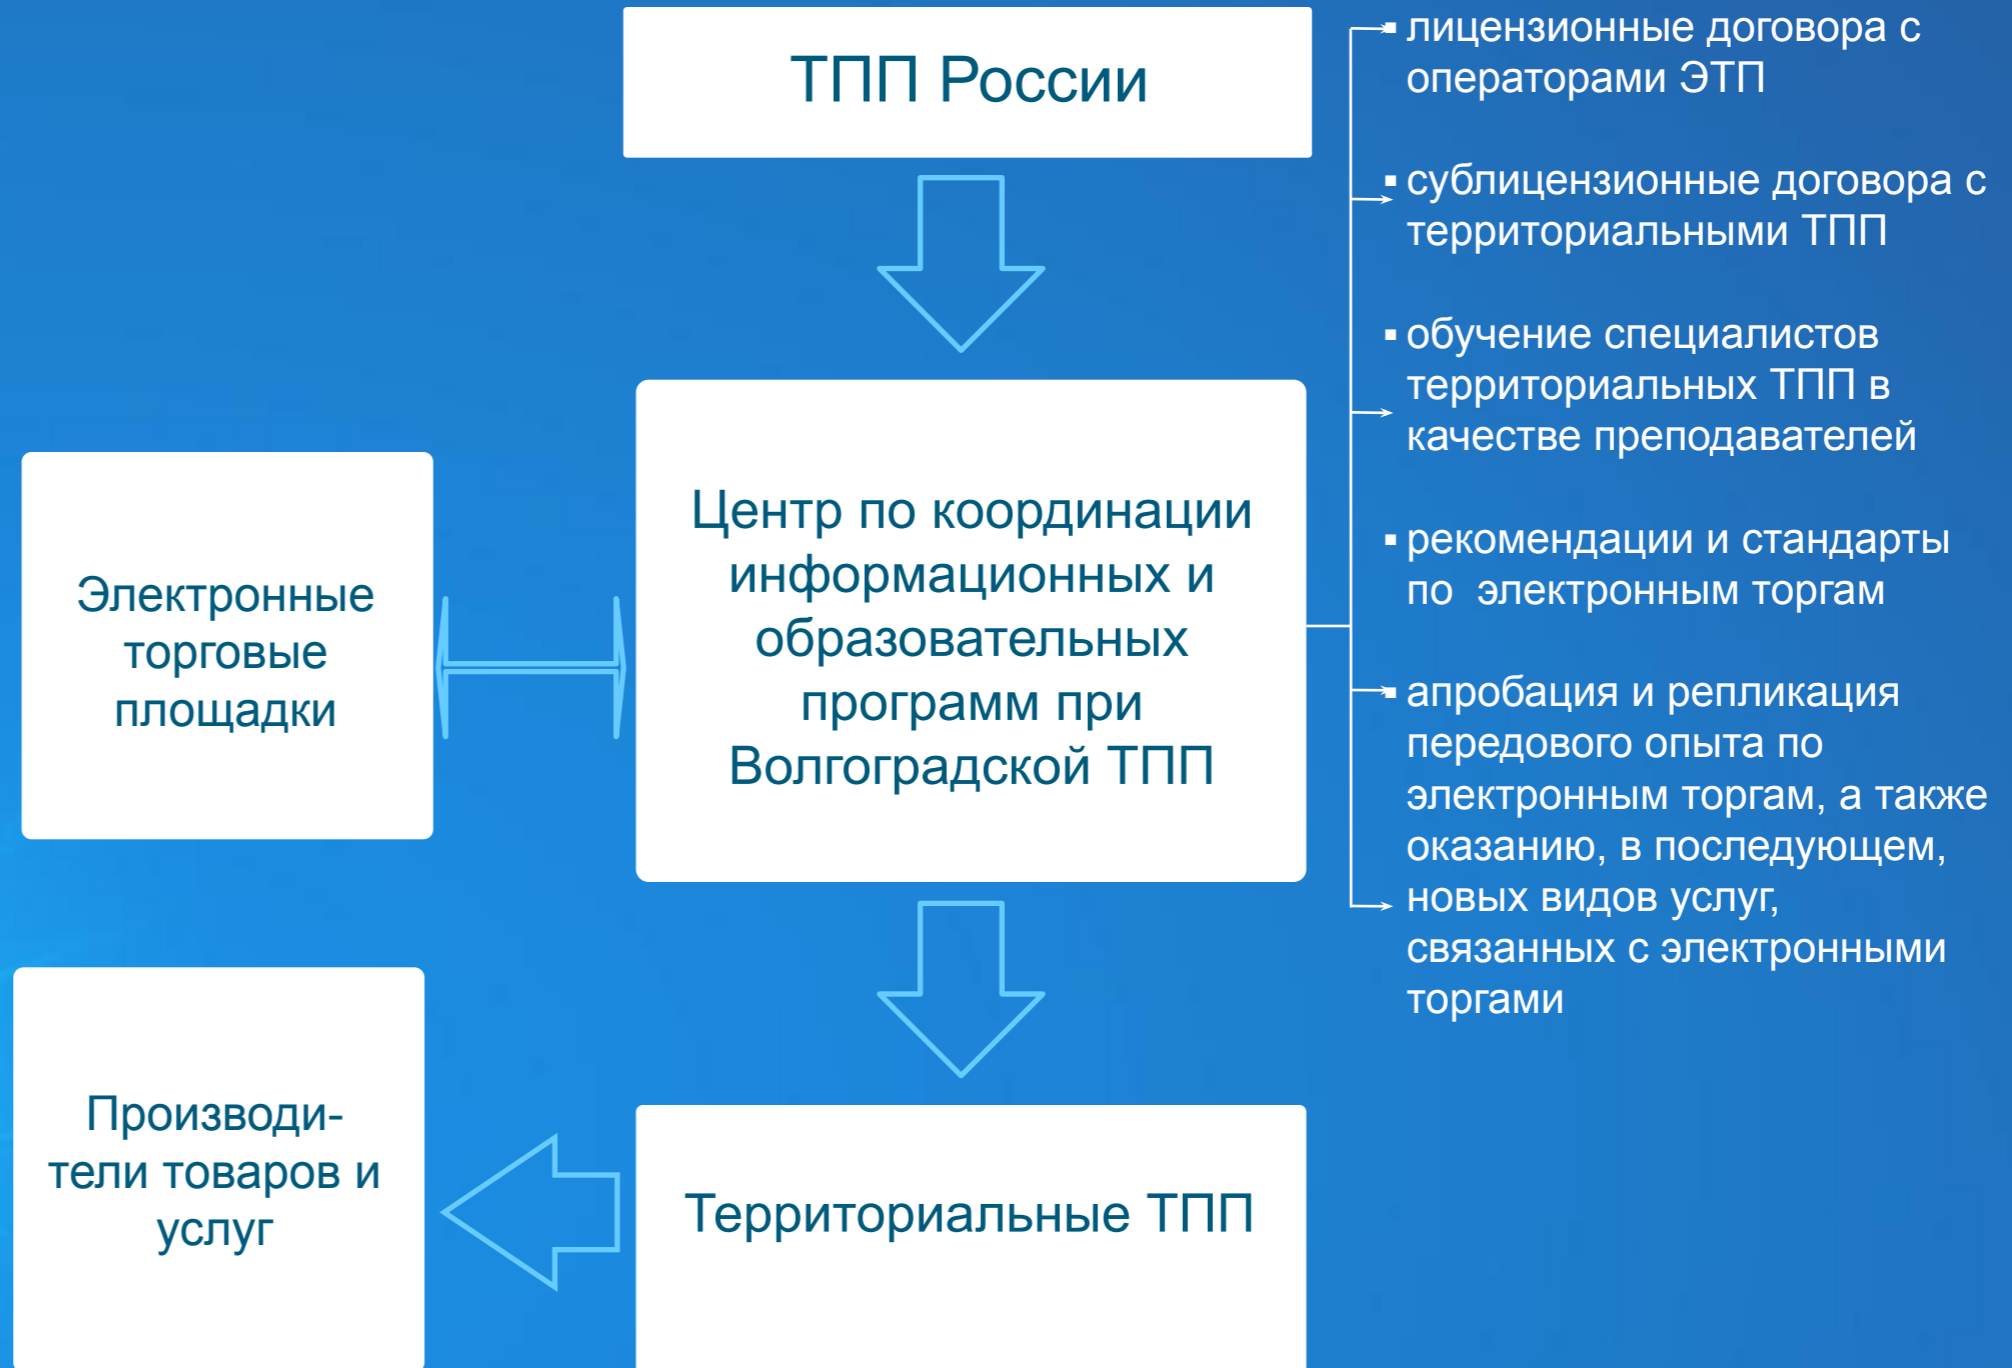 ТПП России
Электронные
торговые
площадки
Центр по координации
информационных и
образовательных
программ при
Волгоградской ТПП
Производи-
тели товаров и
услуг
Территориальные ТПП
▪ лицензионные договора с
операторами ЭТП
▪ сублицензионные договора с
территориальными ТПП
▪ обучение специалистов
территориальных ТПП в
качестве преподавателей
▪ рекомендации и стандарты
по электронным торгам
▪ апробация и репликация
передового опыта по
электронным торгам, а также
оказанию, в последующем,
новых видов услуг,
связанных с электронными
торгами